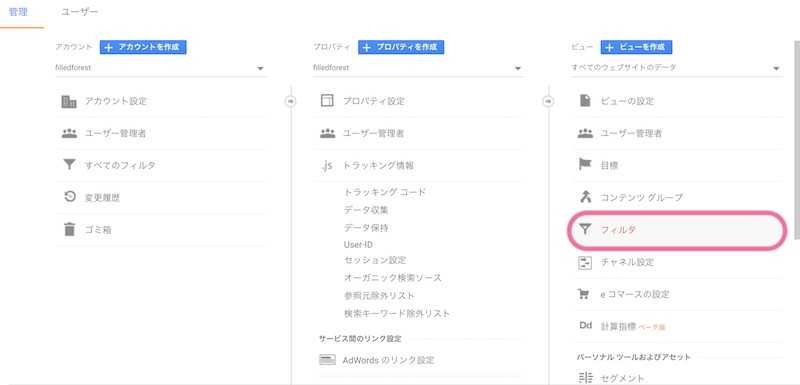 管理 ユーザー
アカウント + アカウントを作成
filledforest
アカウント設定
ユーザー管理者
すべてのフィルタ
変更履歴
ゴミ箱
プロパティ + プロパティを作成
filledforest
プロパティ設定
ユーザー管理者
.js トラッキング情報
トラッキング コード
データ収集
データ保持
User-ID
セッション設定
オーガニック検索ソース
参照元除外リスト
検索キーワード除外リスト
サービス間のリンク設定
AdWords のリンク設定
ビュー + ビューを作成
すべてのウェブサイトのデータ
ビューの設定
ユーザー管理者
目標
コンテンツ グループ
フィルタ
チャネル設定
e コマースの設定
Dd 計算指標 ベータ版
パーソナル ツールおよびアセット
セグメント